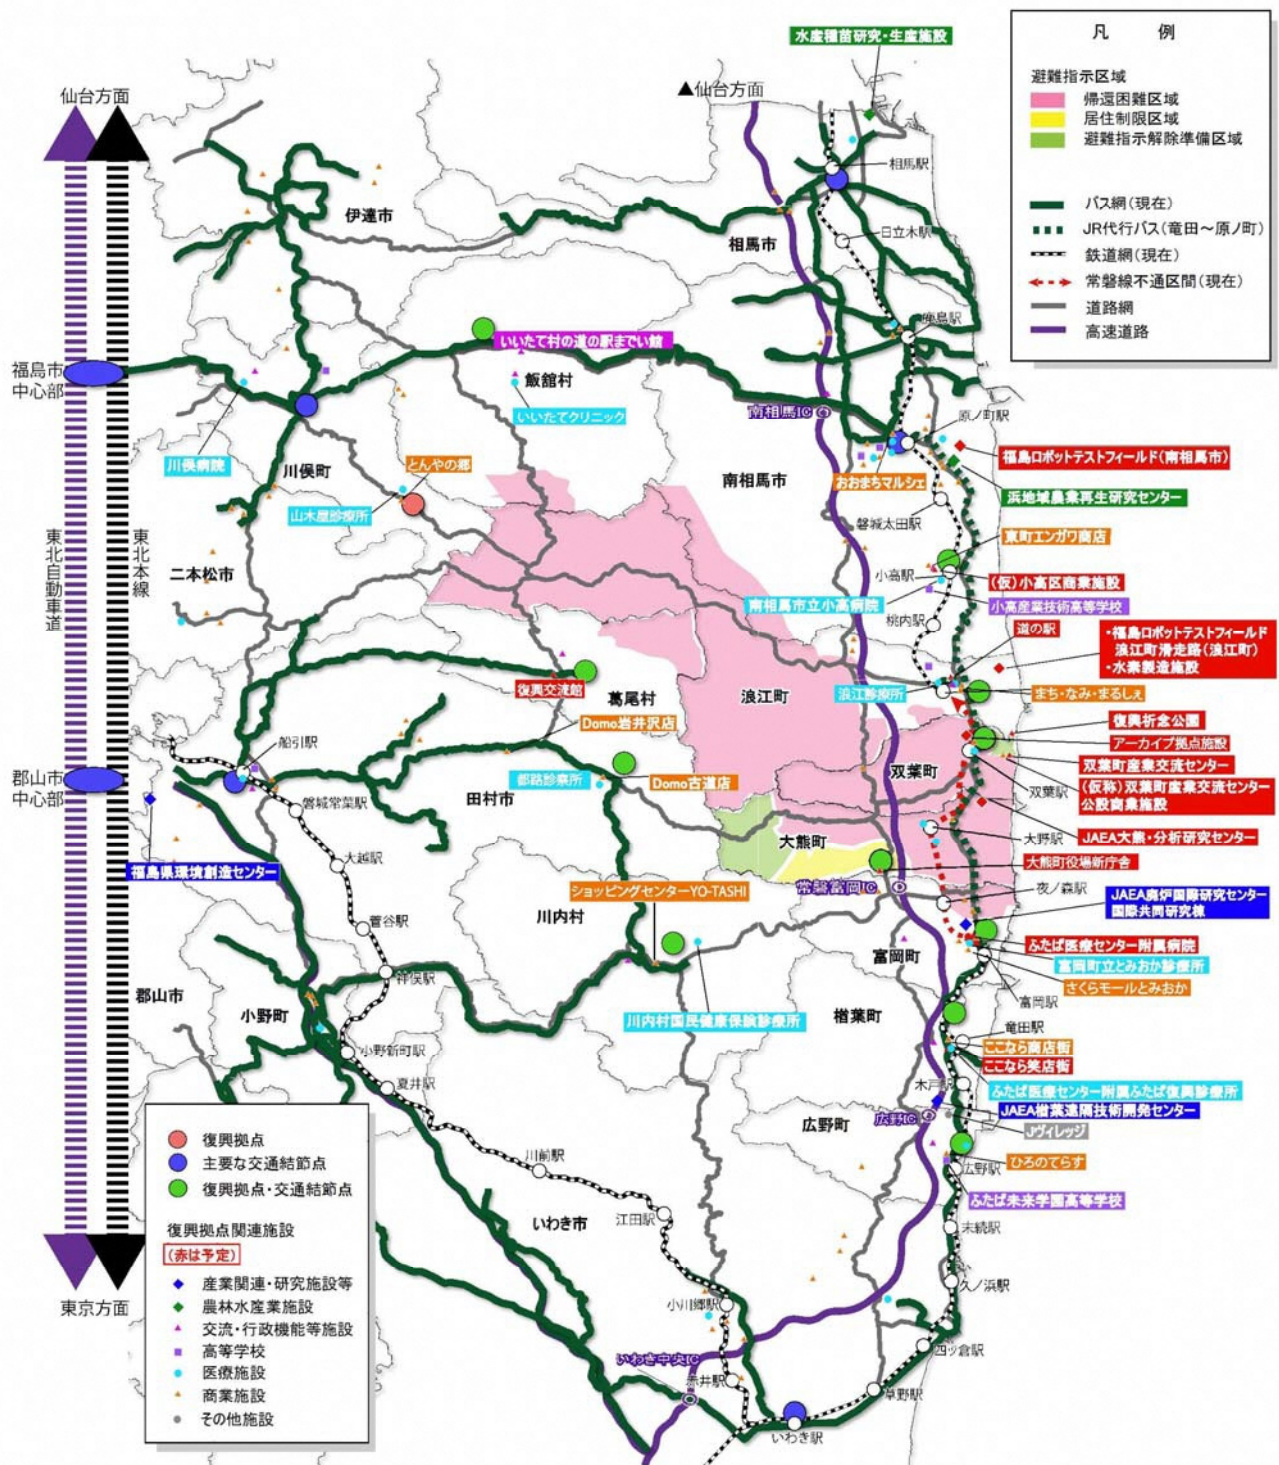 水産種苗研究・生産施設
凡 例
避難指示区域
帰還困難区域
居住制限区域
避難指示解除準備区域
バス網(現在)
JR代行バス(竜田～原ノ町)
鉄道網(現在)
常磐線不通区間(現在)
道路網
高速道路
仙台方面
▲仙台方面
相馬駅
伊達市
相馬市
日立木駅
鹿島駅
いいたて村の道の駅までい館
福島市
中心部
飯舘村
いいたてクリニック
南相馬IC
原ノ町駅
川俣病院
川俣町
とんやの郷
山木屋診療所
南相馬市
おおまちマルシェ
福島ロボットテストフィールド(南相馬市)
浜地域農業再生研究センター
磐城太田駅
東町エンガワ商店
東北自動車道
東北本線
二本松市
小高駅
(仮)小高区商業施設
南相馬市立小高病院
小高産業技術高等学校
桃内駅
道の駅
・福島ロボットテストフィールド
浪江町滑走路(浪江町)
・水素製造施設
復興交流館
葛尾村
浪江町
浪江診療所
まち・なみ・まるしぇ
Domo岩井沢店
復興祈念公園
アーカイブ拠点施設
船引駅
双葉町
双葉町産業交流センター
郡山市
中心部
都路診療所
Domo古道店
田村市
双葉駅
(仮称)双葉町産業交流センター
公設商業施設
磐城常葉駅
大熊町
大野駅
JAEA大熊・分析研究センター
大越駅
福島県環境創造センター
大熊町役場新庁舎
ショッピングセンターYO-TASHI
常磐富岡IC
夜ノ森駅
JAEA廃炉国際研究センター
国際共同研究棟
川内村
菅谷駅
富岡町
ふたば医療センター附属病院
富岡町立とみおか診療所
さくらモールとみおか
神俣駅
郡山市
小野町
富岡駅
川内村国民健康保険診療所
楢葉町
竜田駅
ここなら商店街
ここなら笑店街
小野新町駅
夏井駅
木戸駅
ふたば医療センター附属ふたば復興診療所
JAEA楢葉遠隔技術開発センター
広野町
広野IC
Jヴィレッジ
ひろのてらす
広野駅
ふたば未来学園高等学校
川前駅
いわき市
江田駅
末続駅
久ノ浜駅
小川郷駅
四ツ倉駅
いわき中央IC
赤井駅
草野駅
いわき駅
東京方面
復興拠点
主要な交通結節点
復興拠点・交通結節点
復興拠点関連施設
(赤は予定)
産業関連・研究施設等
農林水産業施設
交流・行政機能等施設
高等学校
医療施設
商業施設
その他施設